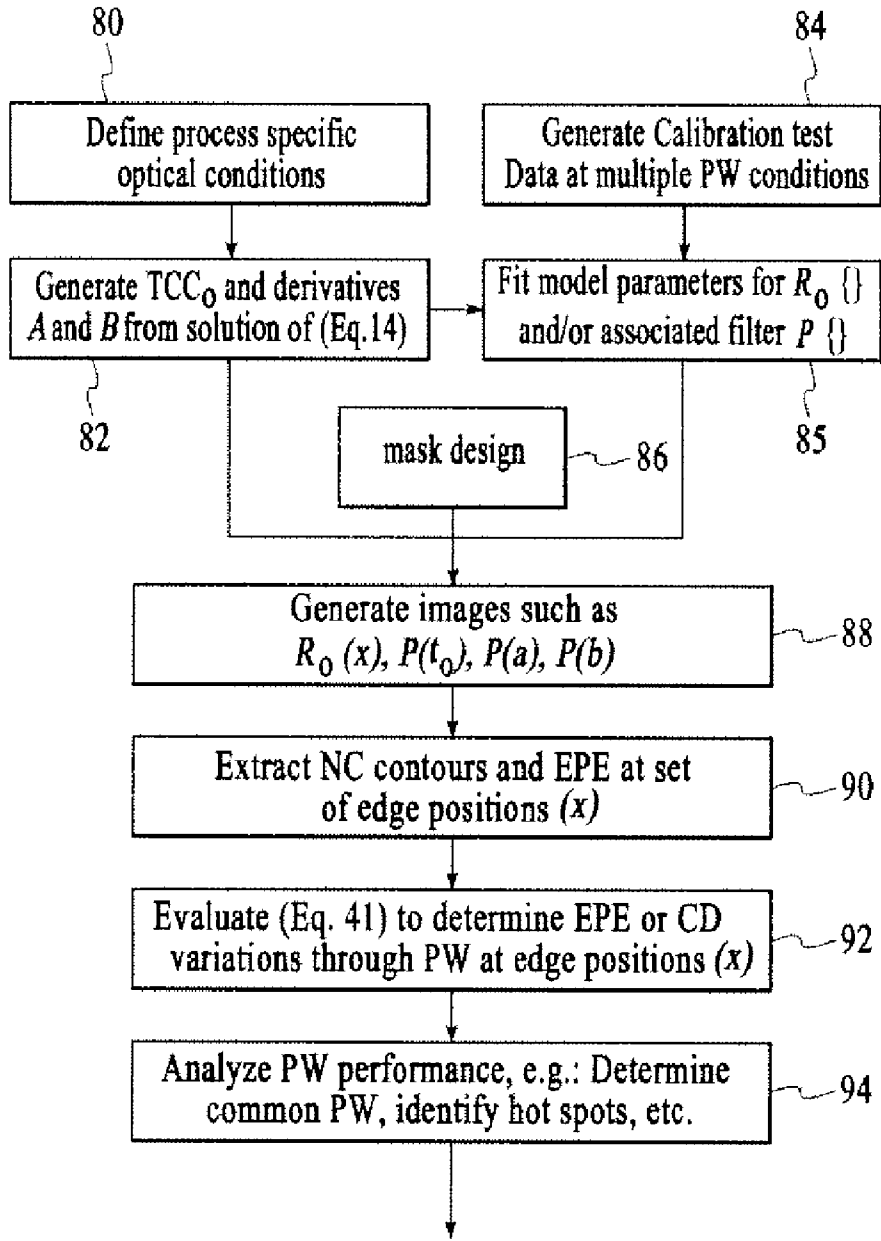 80
84
Define process specific
optical conditions
Generate Calibration test
Data at multiple PW conditions
Generate TCC₀ and derivatives
A and B from solution of (Eq.14)
Fit model parameters for R₀ {}
and/or associated filter P {}
82
85
mask design
86
Generate images such as
R₀ (x), P(t₀), P(a), P(b)
88
Extract NC contours and EPE at set
of edge positions (x)
90
Evaluate (Eq. 41) to determine EPE or CD
variations through PW at edge positions (x)
92
Analyze PW performance, e.g.: Determine
common PW, identify hot spots, etc.
94